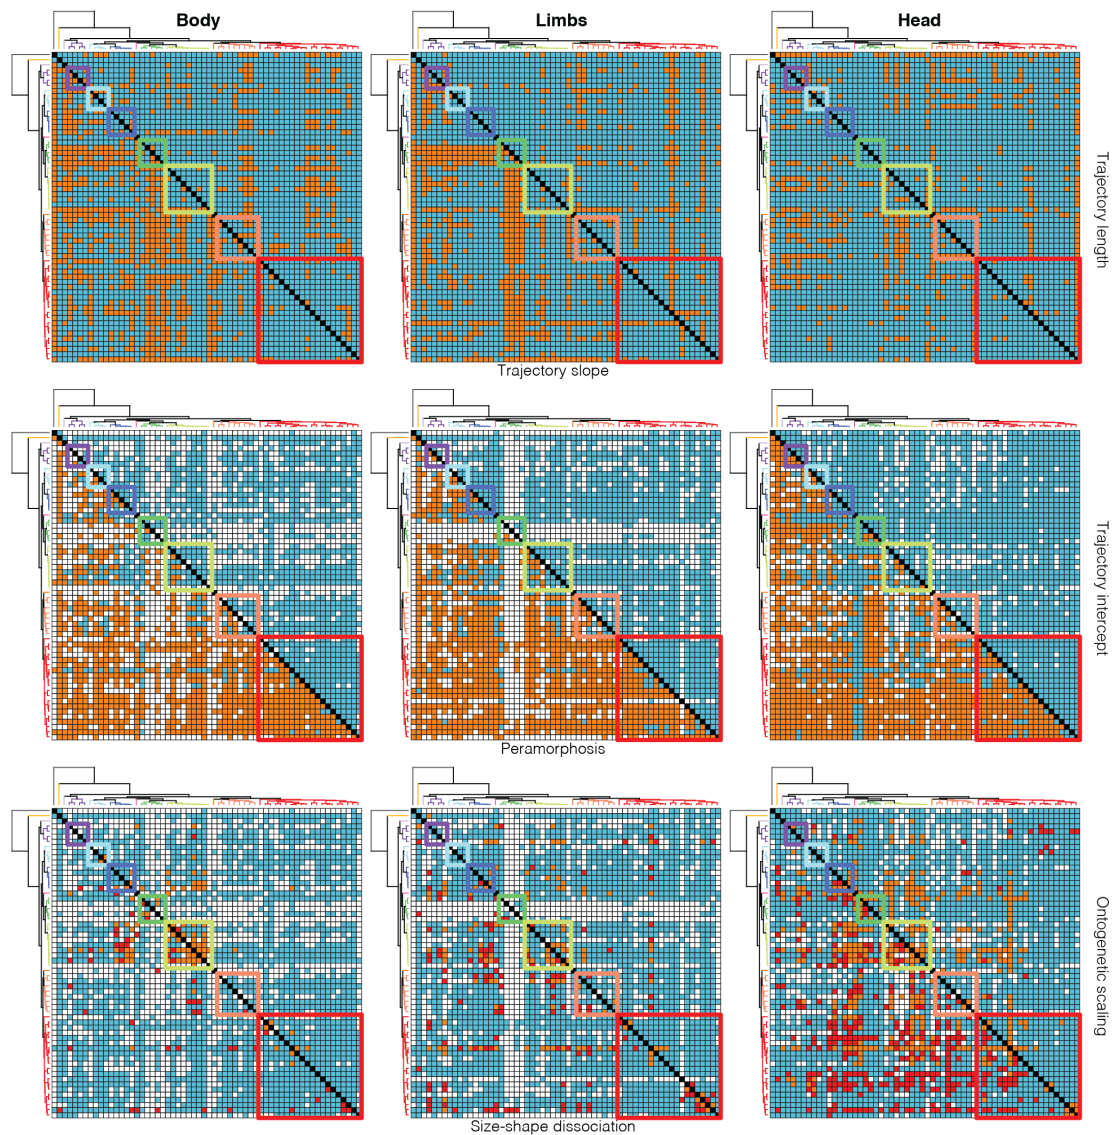 Body
Limbs
Head
Trajectory length
Trajectory slope
Trajectory intercept
Peramorphosis
Ontogenetic scaling
Size-shape dissociation